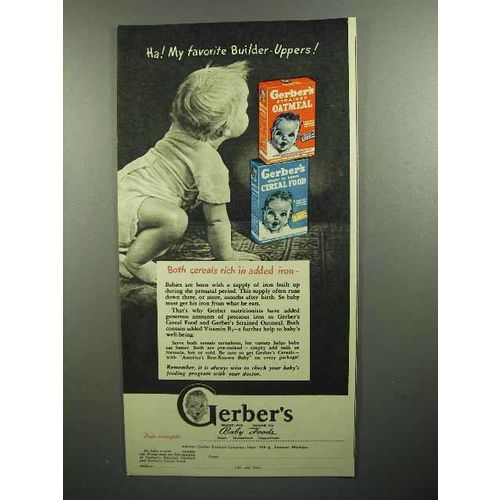 Ha! My favorite Builder-Uppers!
Gerber's
STRAINED
OATMEAL
Gerber's
CEREAL FOOD
Both cereals rich in added iron-
Babies are born with a supply of iron built up
during the prenatal period. This supply often runs
down three, or more, months after birth. So baby
must get his iron from what he eats.
That's why Gerber nutritionists have added
generous amounts of precious iron to Gerber's
Cereal Food and Gerber's Strained Oatmeal. Both
contain added Vitamin B₁-a further help to baby's
well-being.
Serve both cereals turnabout, for variety helps baby
eat better. Both are pre-cooked - simply add milk or
formula, hot or cold. Be sure to get Gerber's Cereals-
with "America's Best-Known Baby" on every package!
Remember, it is always wise to check your baby's
feeding program with your doctor.
Gerber's
Baby Foods
Free sample
Address:
City and State